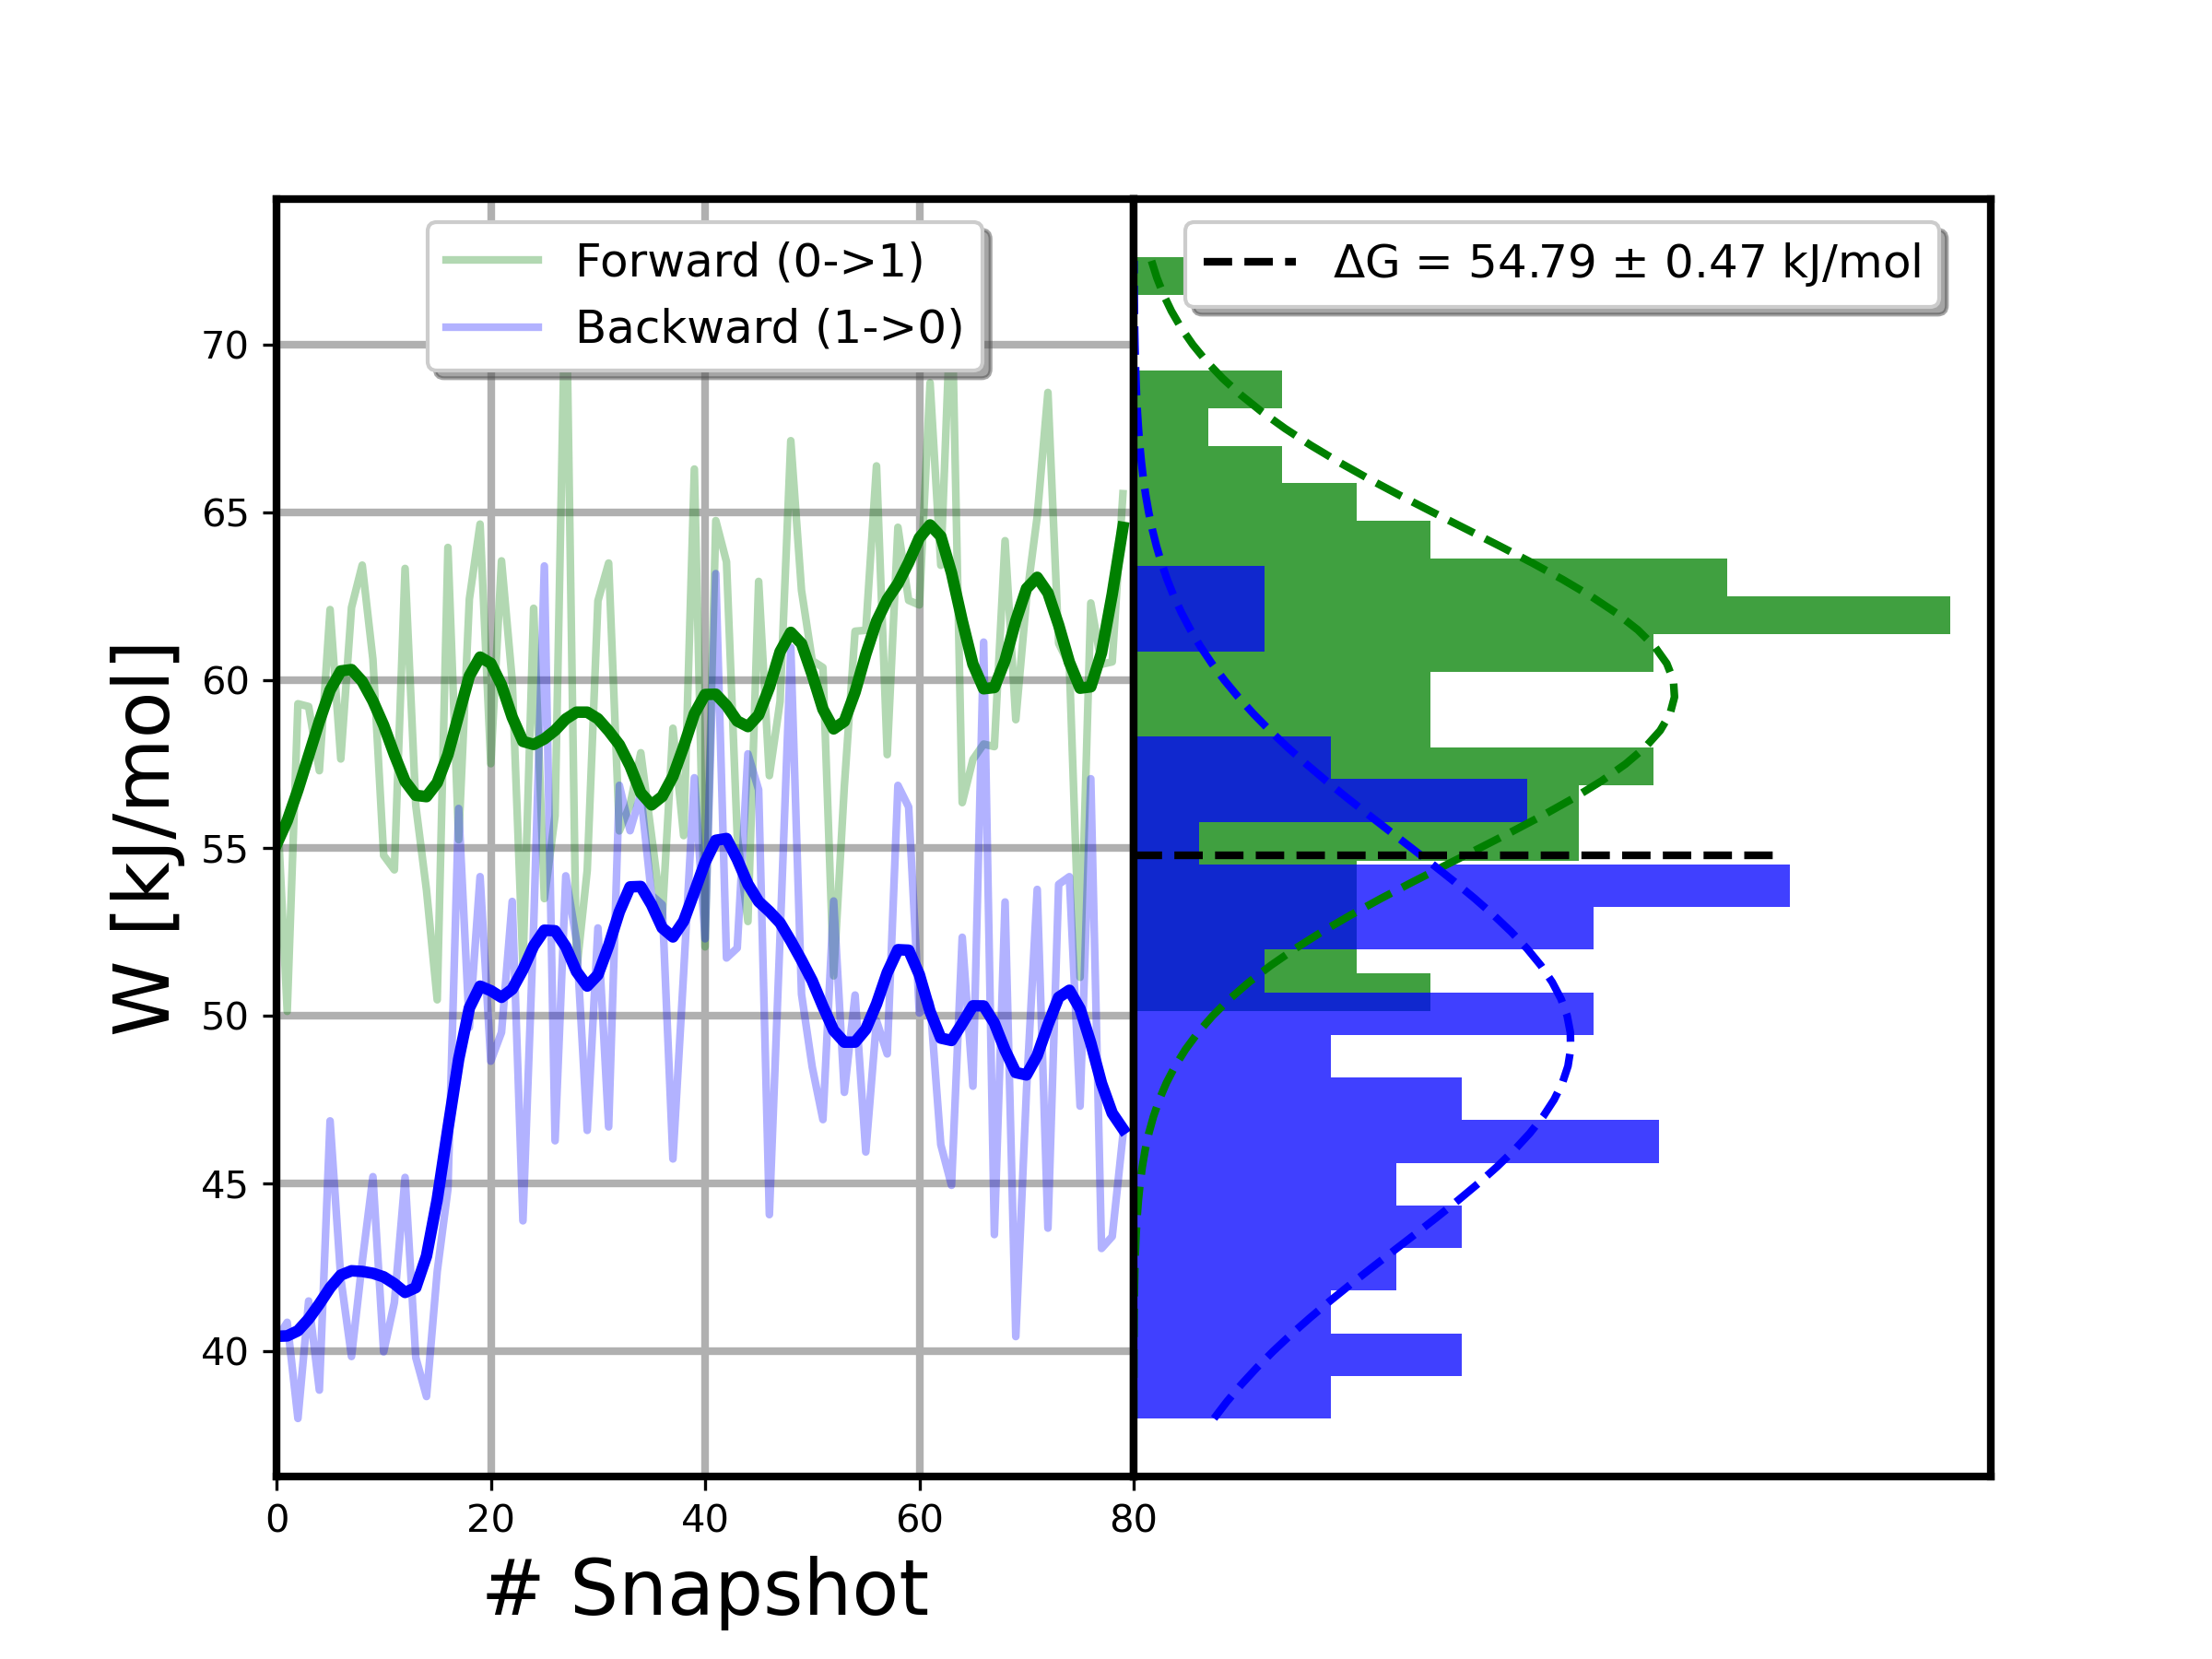 Forward (0->1)
Backward (1->0)
ΔG = 54.79 ± 0.47 kJ/mol
70
65
60
55
50
45
40
W [kJ/mol]
0 20 40 60 80
# Snapshot